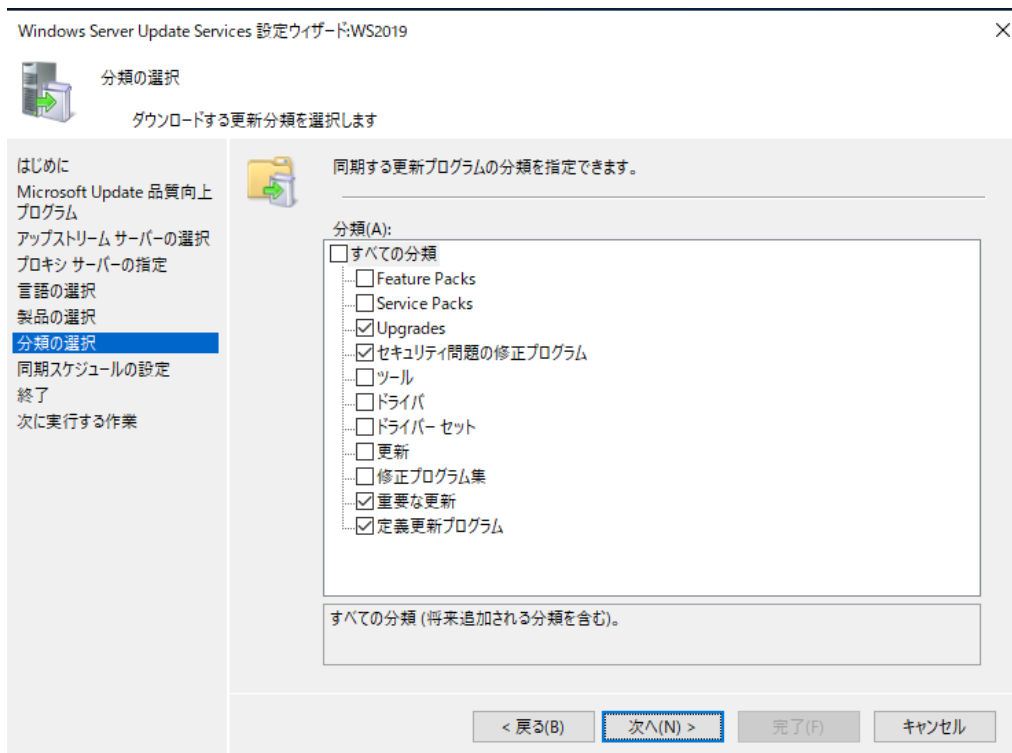 Windows Server Update Services 設定ウィザード:WS2019
分類の選択
ダウンロードする更新分類を選択します
はじめに
Microsoft Update 品質向上
プログラム
アップストリーム サーバーの選択
プロキシ サーバーの指定
言語の選択
製品の選択
分類の選択
同期スケジュールの設定
終了
次に実行する作業
同期する更新プログラムの分類を指定できます。
分類(A):
すべての分類
Feature Packs
Service Packs
Upgrades
セキュリティ問題の修正プログラム
ツール
ドライバ
ドライバー セット
更新
修正プログラム集
重要な更新
定義更新プログラム
すべての分類 (将来追加される分類を含む)。
< 戻る(B)
次へ(N) >
完了(F)
キャンセル